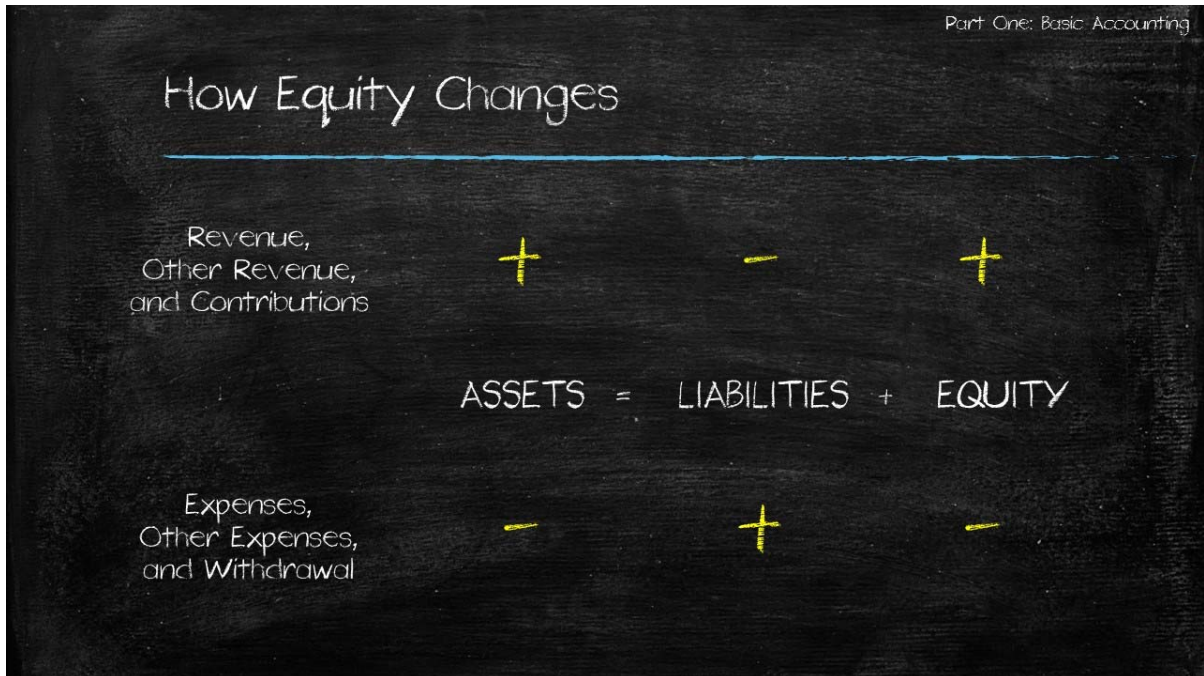 Part One: Basic Accounting
How Equity Changes
Revenue,
Other Revenue,
and Contributions
+ - +
ASSETS = LIABILITIES + EQUITY
Expenses,
Other Expenses,
and Withdrawal
- + -